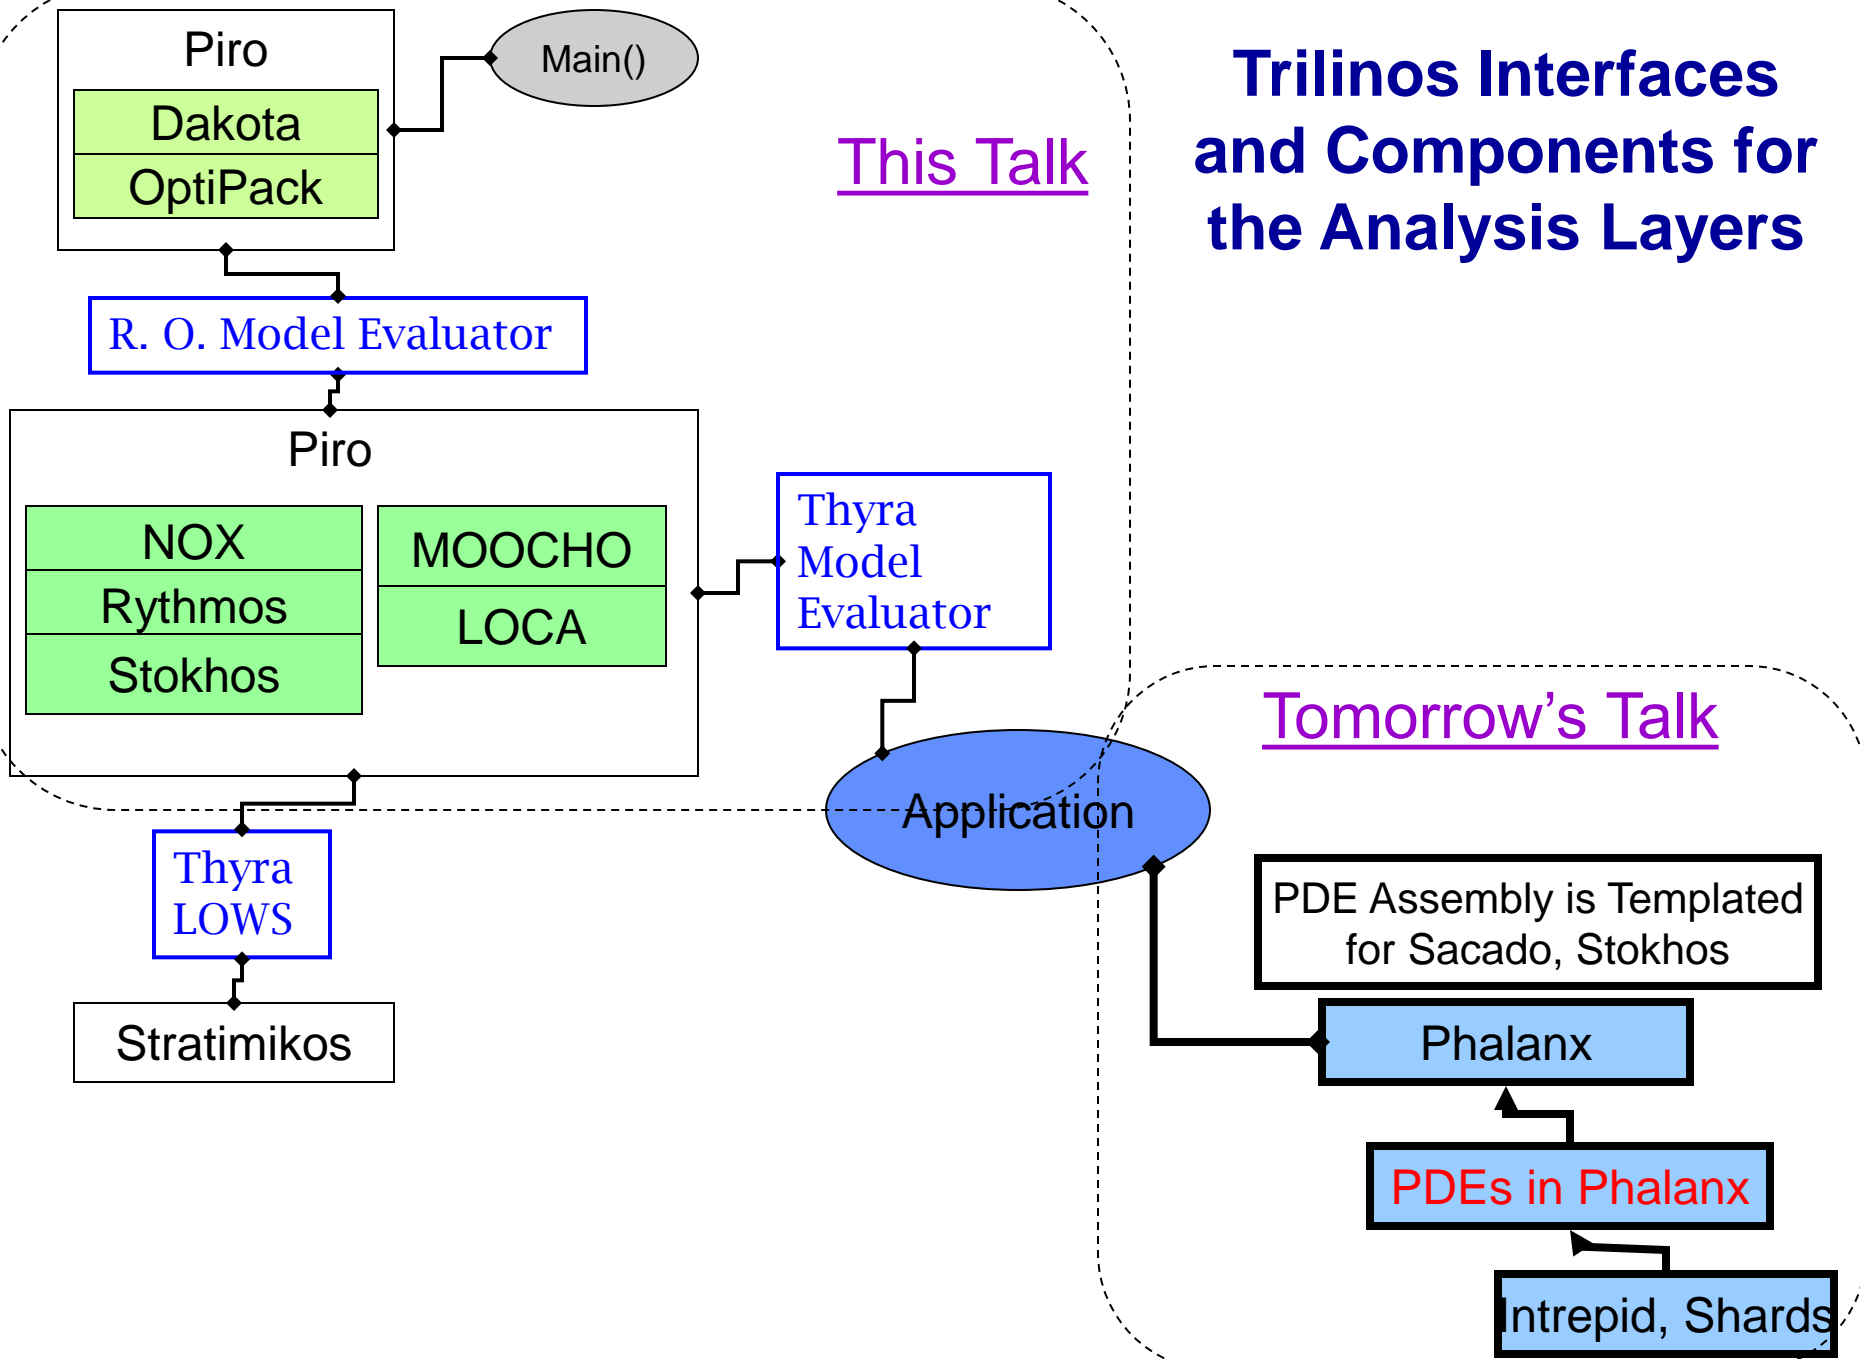 Trilinos Interfaces
and Components for
the Analysis Layers
Piro
Dakota
OptiPack
Main()
This Talk
R. O. Model Evaluator
Piro
NOX
Rythmos
Stokhos
MOOCHO
LOCA
Thyra
Model
Evaluator
Thyra
LOWS
Stratimikos
Application
Tomorrow’s Talk
PDE Assembly is Templated
for Sacado, Stokhos
Phalanx
PDEs in Phalanx
Intrepid, Shards